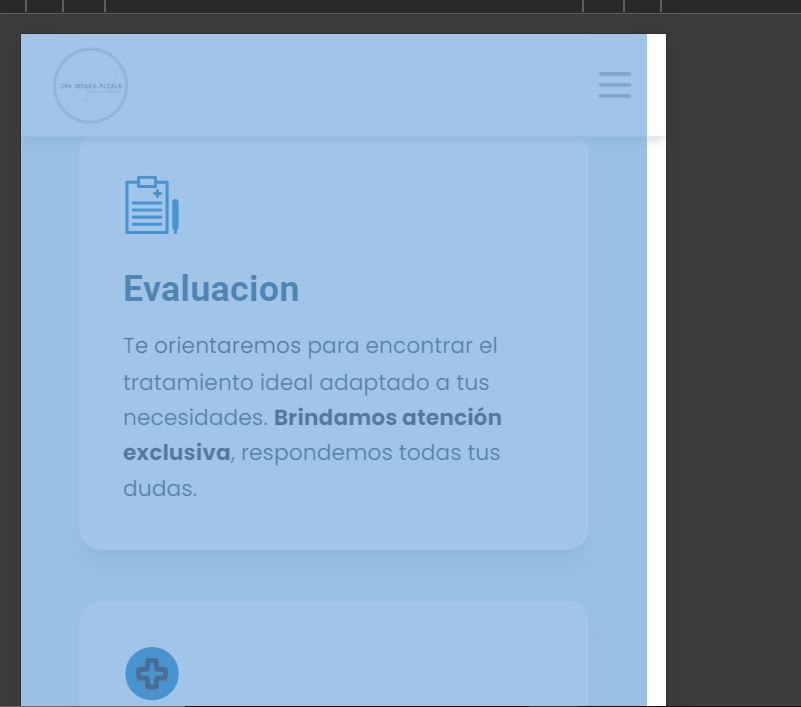 DRA JESSICA ALCALA
Evaluacion
Te orientaremos para encontrar el
tratamiento ideal adaptado a tus
necesidades. Brindamos atención
exclusiva, respondemos todas tus
dudas.